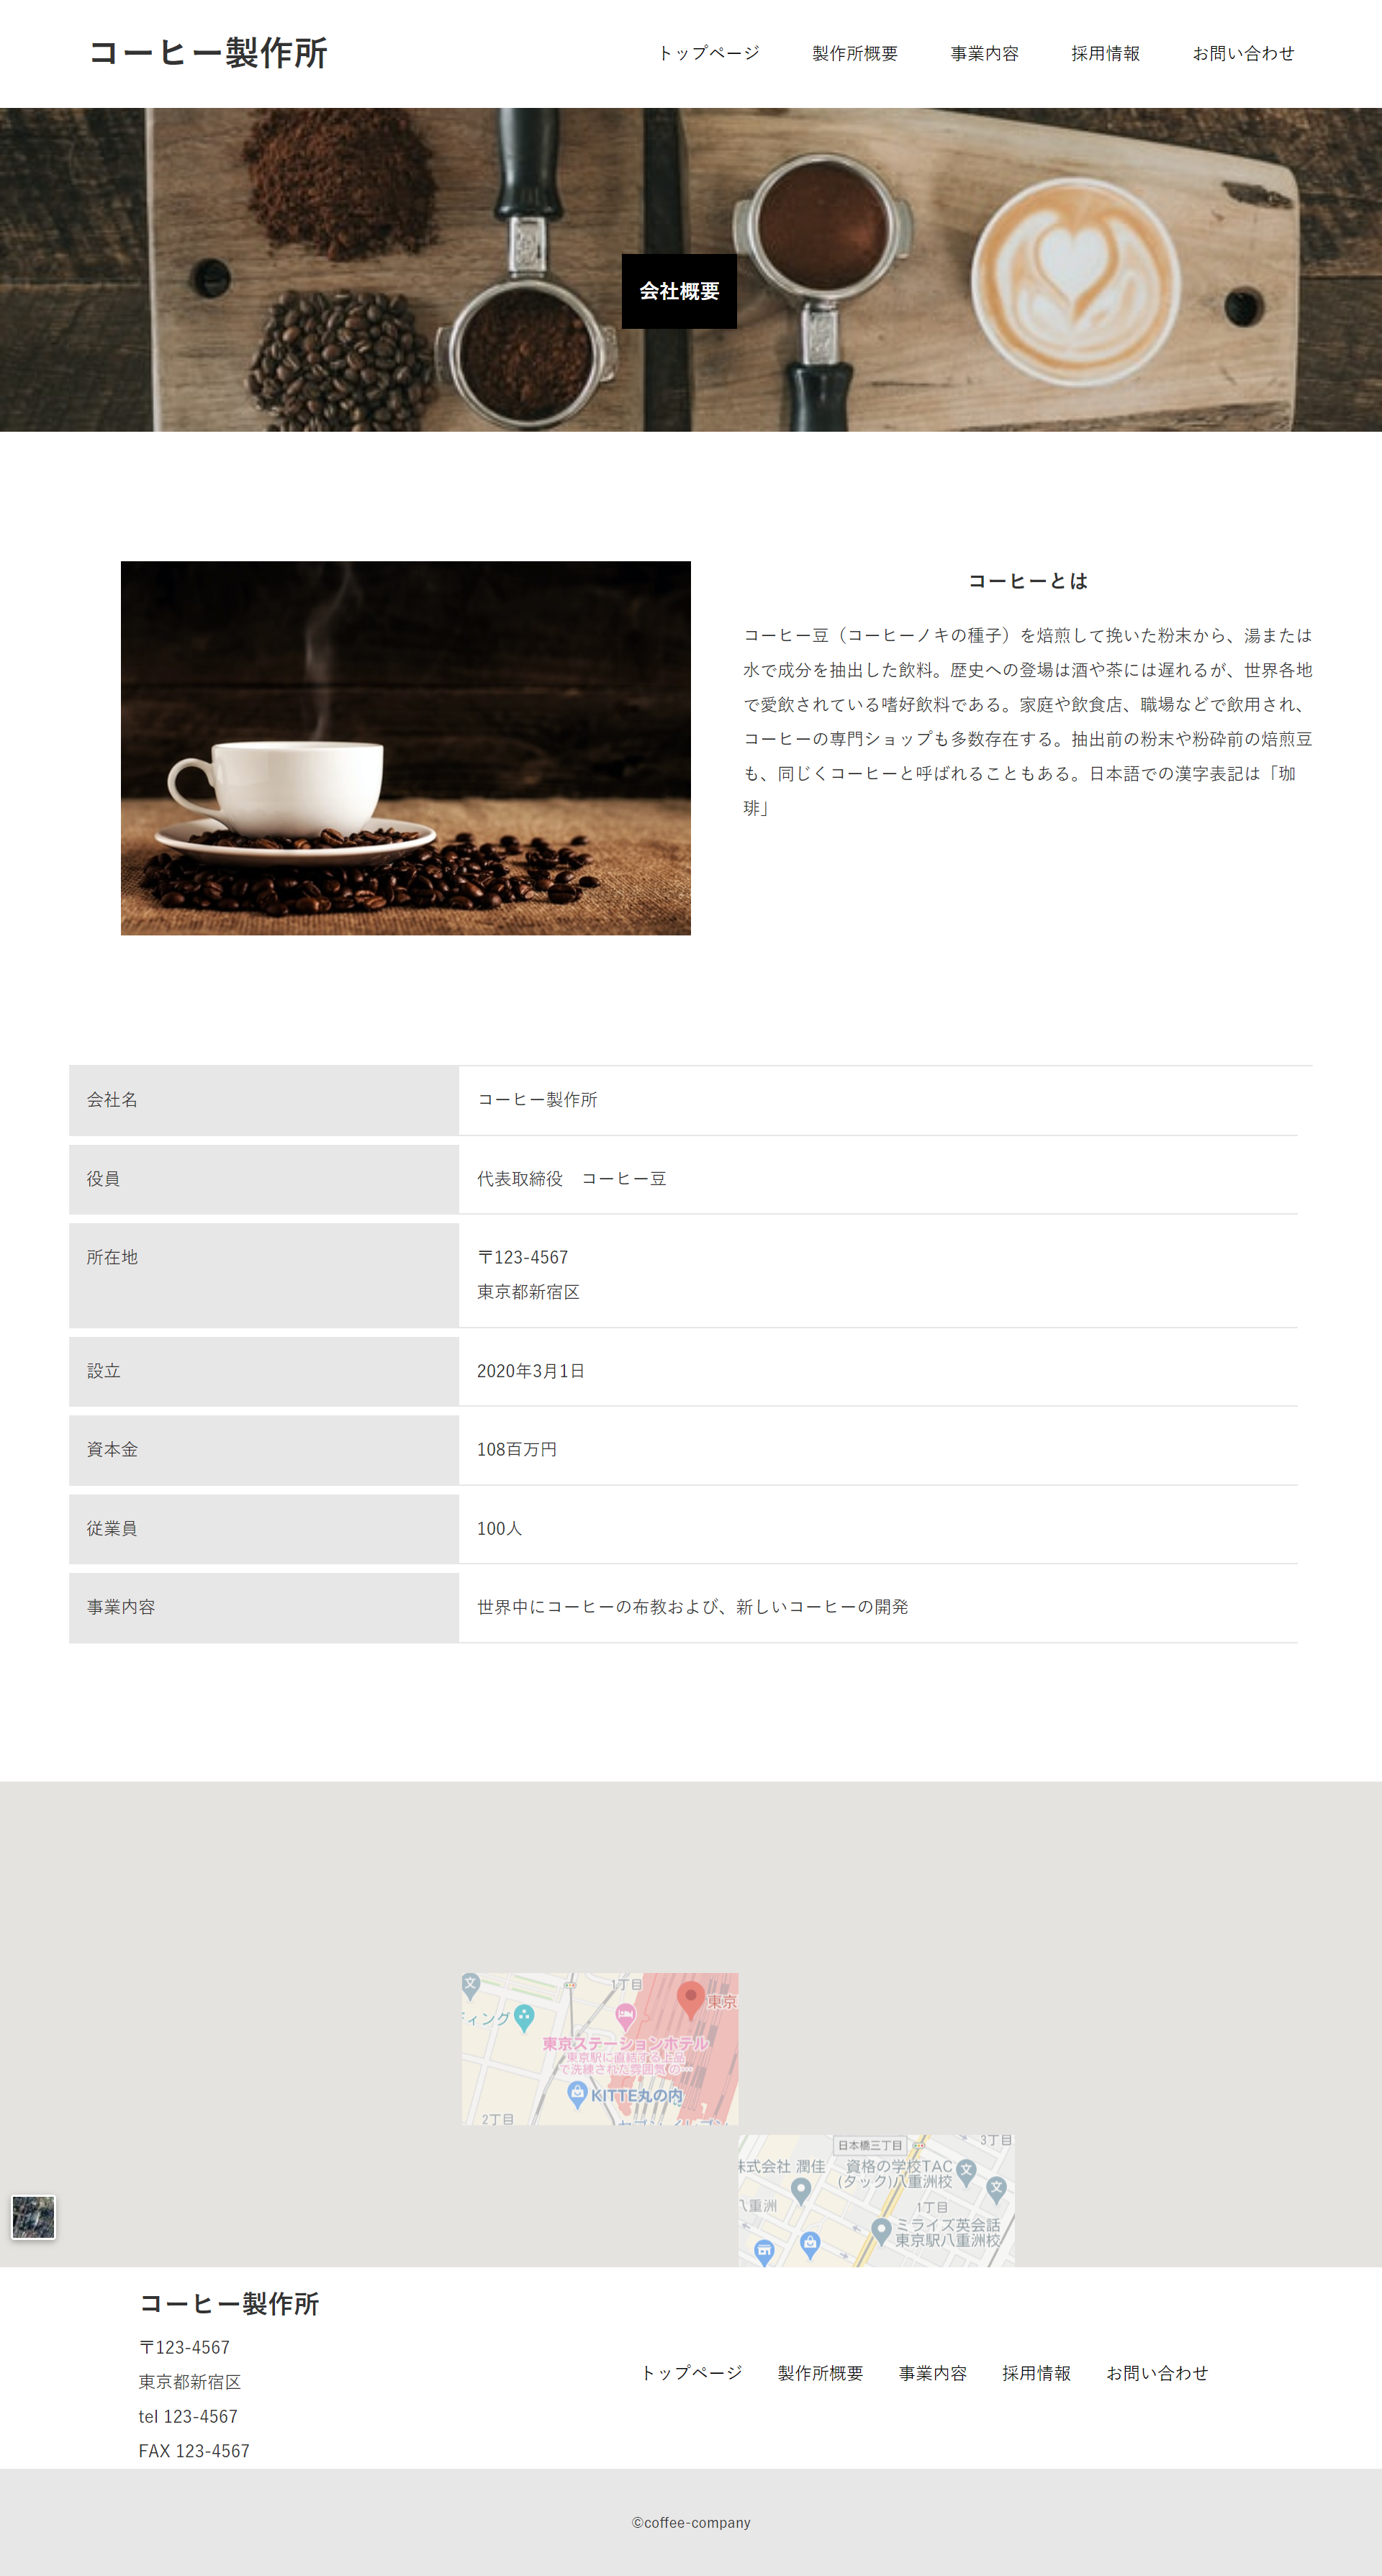 コーヒー製作所
トップページ 製作所概要 事業内容 採用情報 お問い合わせ
会社概要
コーヒーとは
コーヒー豆（コーヒーノキの種子）を焙煎して挽いた粉末から、湯または
水で成分を抽出した飲料。歴史への登場は酒や茶には遅れるが、世界各地
で愛飲されている嗜好飲料である。家庭や飲食店、職場などで飲用され、
コーヒーの専門ショップも多数存在する。抽出前の粉末や粉砕前の焙煎豆
も、同じくコーヒーと呼ばれることもある。日本語での漢字表記は「珈
琲」
会社名 コーヒー製作所
役員 代表取締役　コーヒー豆
所在地 〒123-4567
東京都新宿区
設立 2020年3月1日
資本金 108百万円
従業員 100人
事業内容 世界中にコーヒーの布教および、新しいコーヒーの開発
1丁目
東京
ディング
東京ステーションホテル
東京駅に直結する上品
で洗練された雰囲気の…
KITTE丸の内
2丁目
日本橋三丁目
3丁目
株式会社 潤佳
資格の学校TAC
(タック)八重洲校
八重洲
1丁目
ミライズ英会話
東京駅八重洲校
コーヒー製作所
〒123-4567
東京都新宿区
tel 123-4567
FAX 123-4567
トップページ 製作所概要 事業内容 採用情報 お問い合わせ
©coffee-company